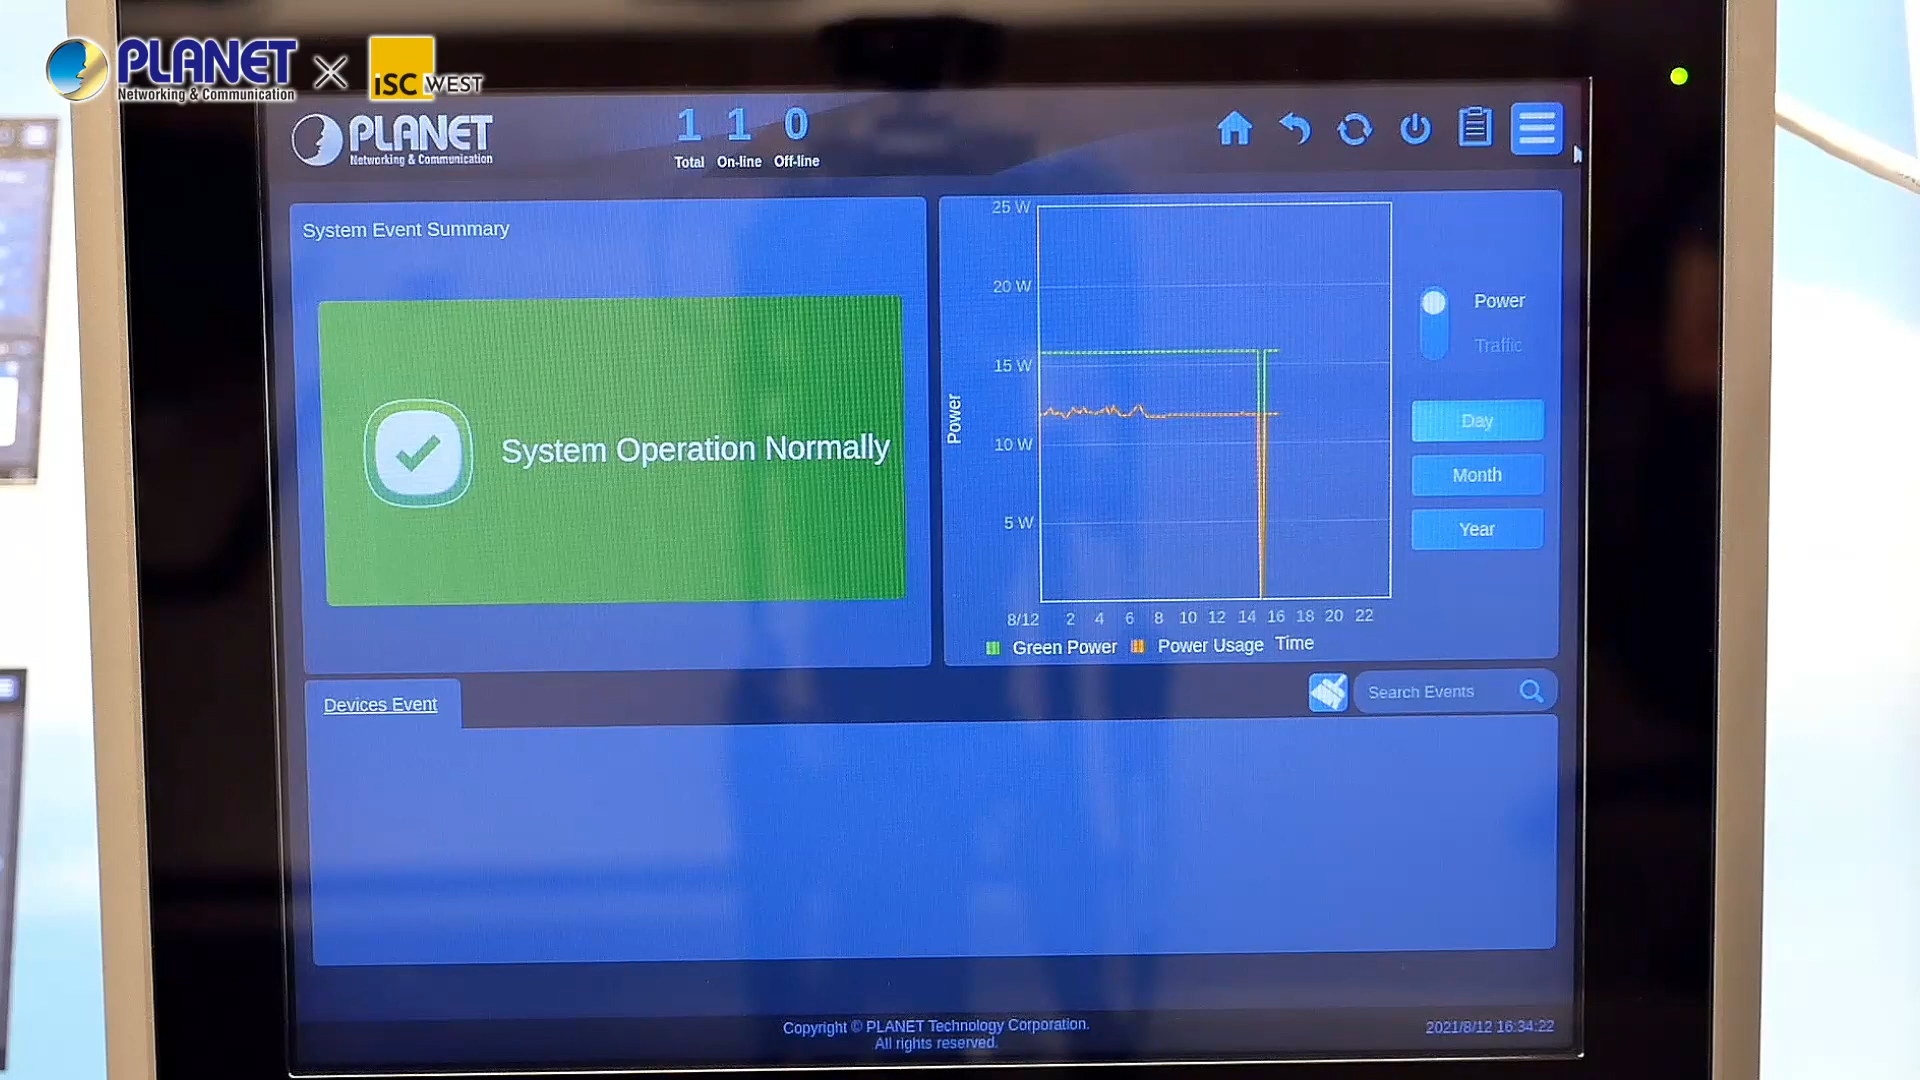 PLANET
Networking & Communication
ISC WEST
PLANET
Networking & Communication
1 1 0
Total On-line Off-line
System Event Summary
System Operation Normally
25 W
20 W
15 W
10 W
5 W
Power
8/12 2 4 6 8 10 12 14 16 18 20 22
Green Power Power Usage Time
Power
Traffic
Day
Month
Year
Devices Event
Search Events
Copyright © PLANET Technology Corporation.
All rights reserved.
2021/8/12 16:34:22